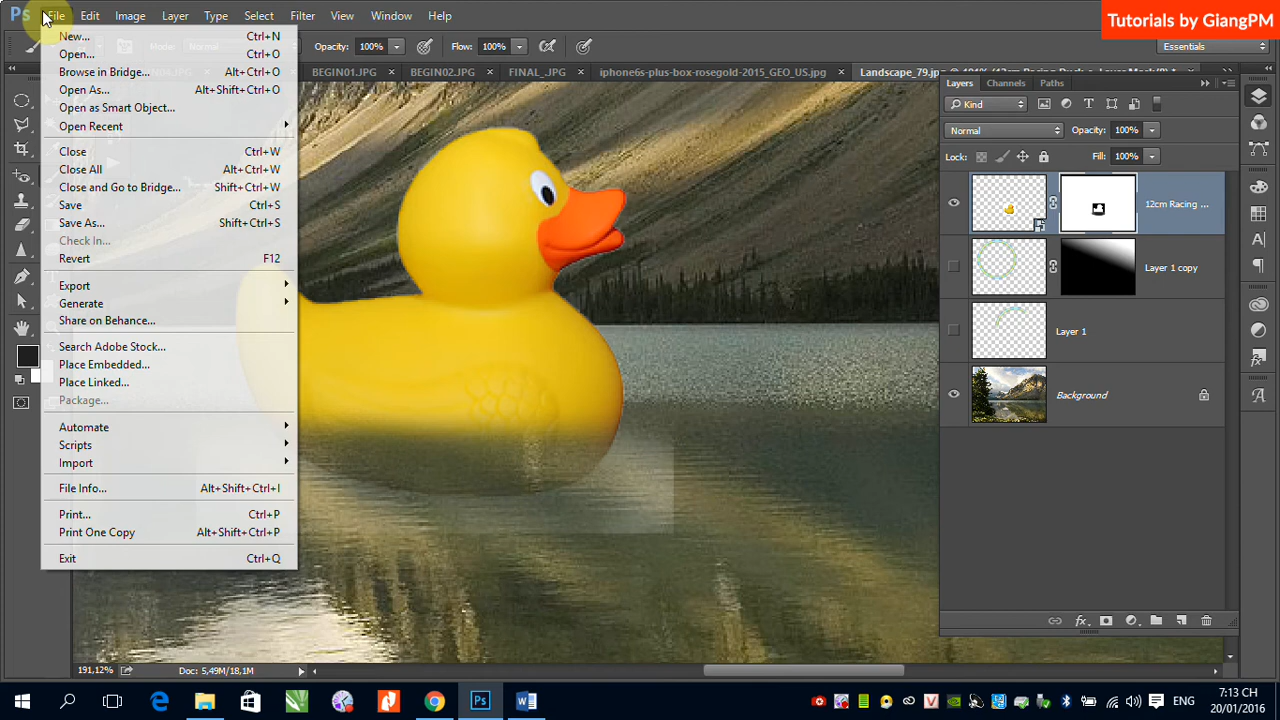 Ps File Edit Image Layer Type Select Filter View Window Help
Tutorials by GiangPM
Mode: Normal Opacity: 100% Flow: 100% Essentials
BEGIN01.JPG × BEGIN02.JPG × FINAL_.JPG × iphone6s-plus-box-rosegold-2015_GEO_US.jpg ×
New... Ctrl+N
Open... Ctrl+O
Browse in Bridge... Alt+Ctrl+O
Open As... Alt+Shift+Ctrl+O
Open as Smart Object...
Open Recent
Close Ctrl+W
Close All Alt+Ctrl+W
Close and Go to Bridge... Shift+Ctrl+W
Save Ctrl+S
Save As... Shift+Ctrl+S
Check In...
Revert F12
Export
Generate
Share on Behance...
Search Adobe Stock...
Place Embedded...
Place Linked...
Package...
Automate
Scripts
Import
File Info... Alt+Shift+Ctrl+I
Print... Ctrl+P
Print One Copy Alt+Shift+Ctrl+P
Exit Ctrl+Q
Layers Channels Paths
Kind
Normal Opacity: 100%
Lock: Fill: 100%
12cm Racing ...
Layer 1 copy
Layer 1
Background
191,12% Doc: 5,49M/18,1M
ENG 7:13 CH
20/01/2016